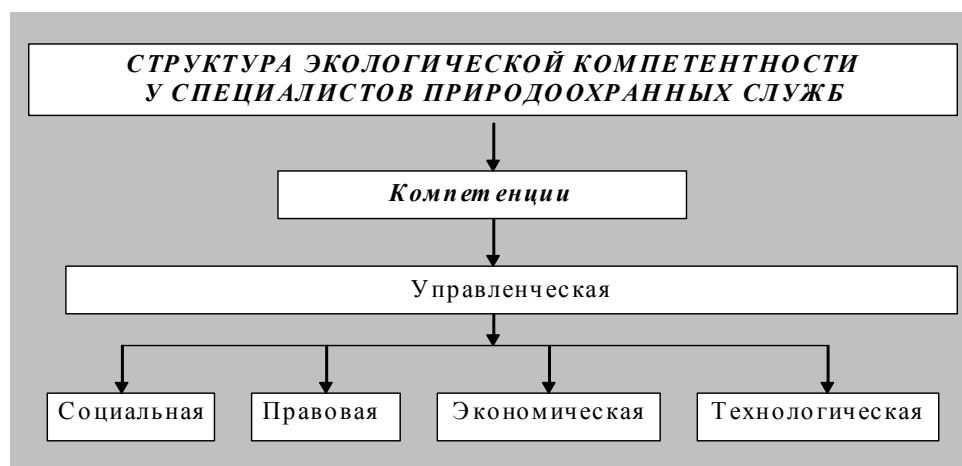 СТРУКТУРА ЭКОЛОГИЧЕСКОЙ КОМПЕТЕНТНОСТИ
У СПЕЦИАЛИСТОВ ПРИРОДООХРАННЫХ СЛУЖБ
Компетенции
Управленческая
Социальная Правовая Экономическая Технологическая